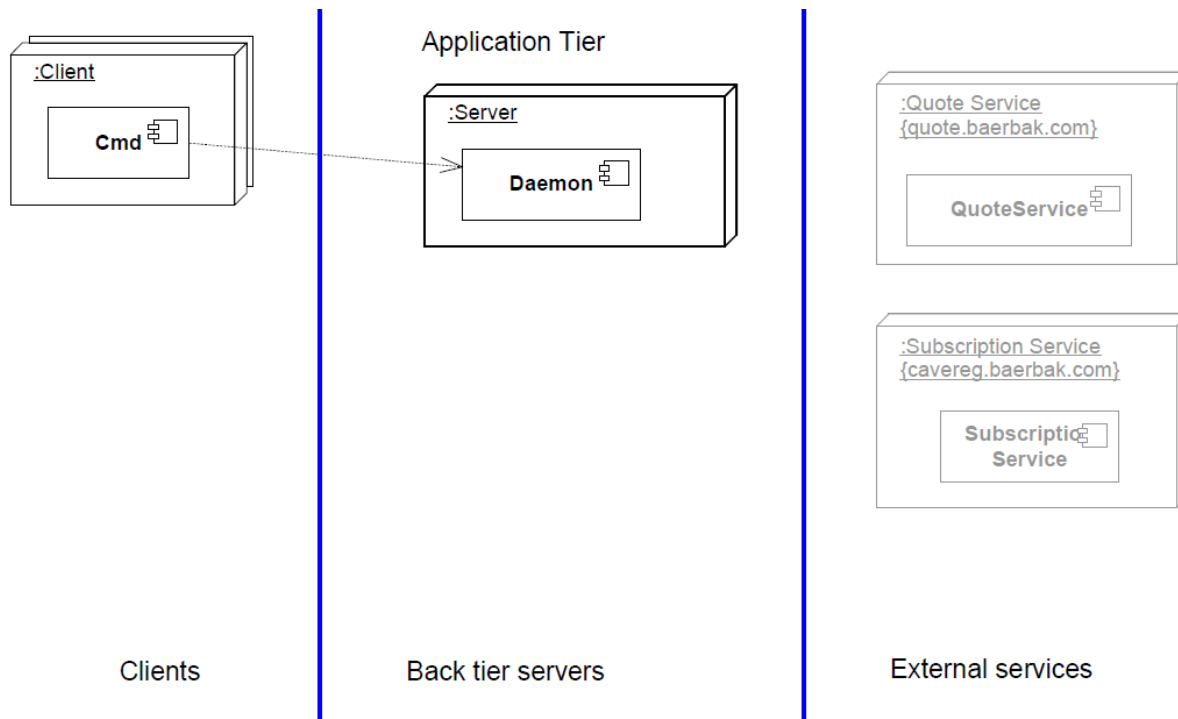 Application Tier
:Client
Cmd
:Server
Daemon
:Quote Service
{quote.baerbak.com}
QuoteService
:Subscription Service
{cavereg.baerbak.com}
Subscriptio
Service
Clients
Back tier servers
External services